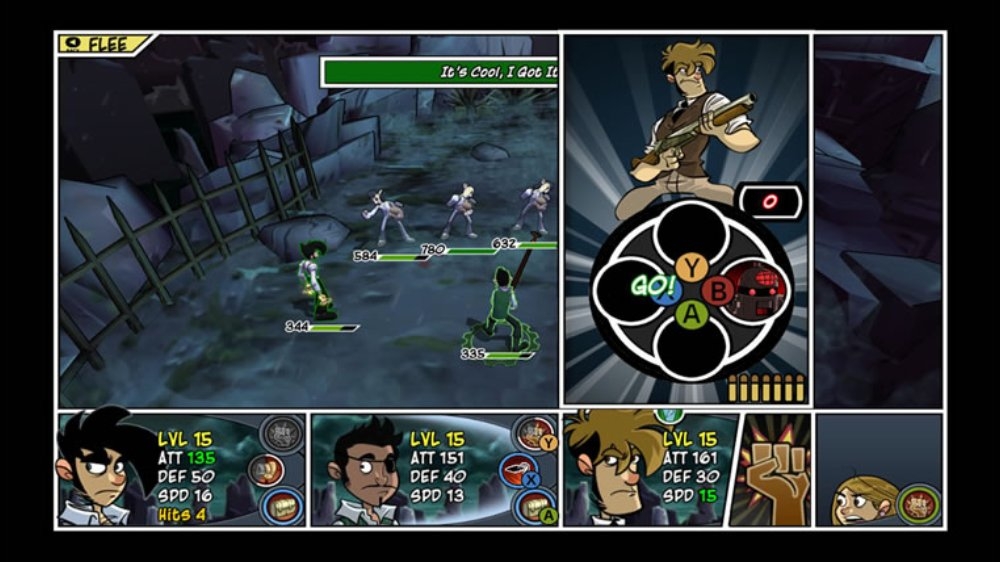 FLEE
It's Cool, I Got It
0
584
780
632
344
335
Y
GO!
B
A
LVL 15
ATT 135
DEF 50
SPD 16
Hits 4
LVL 15
ATT 151
DEF 40
SPD 13
Y
X
A
LVL 15
ATT 161
DEF 30
SPD 15